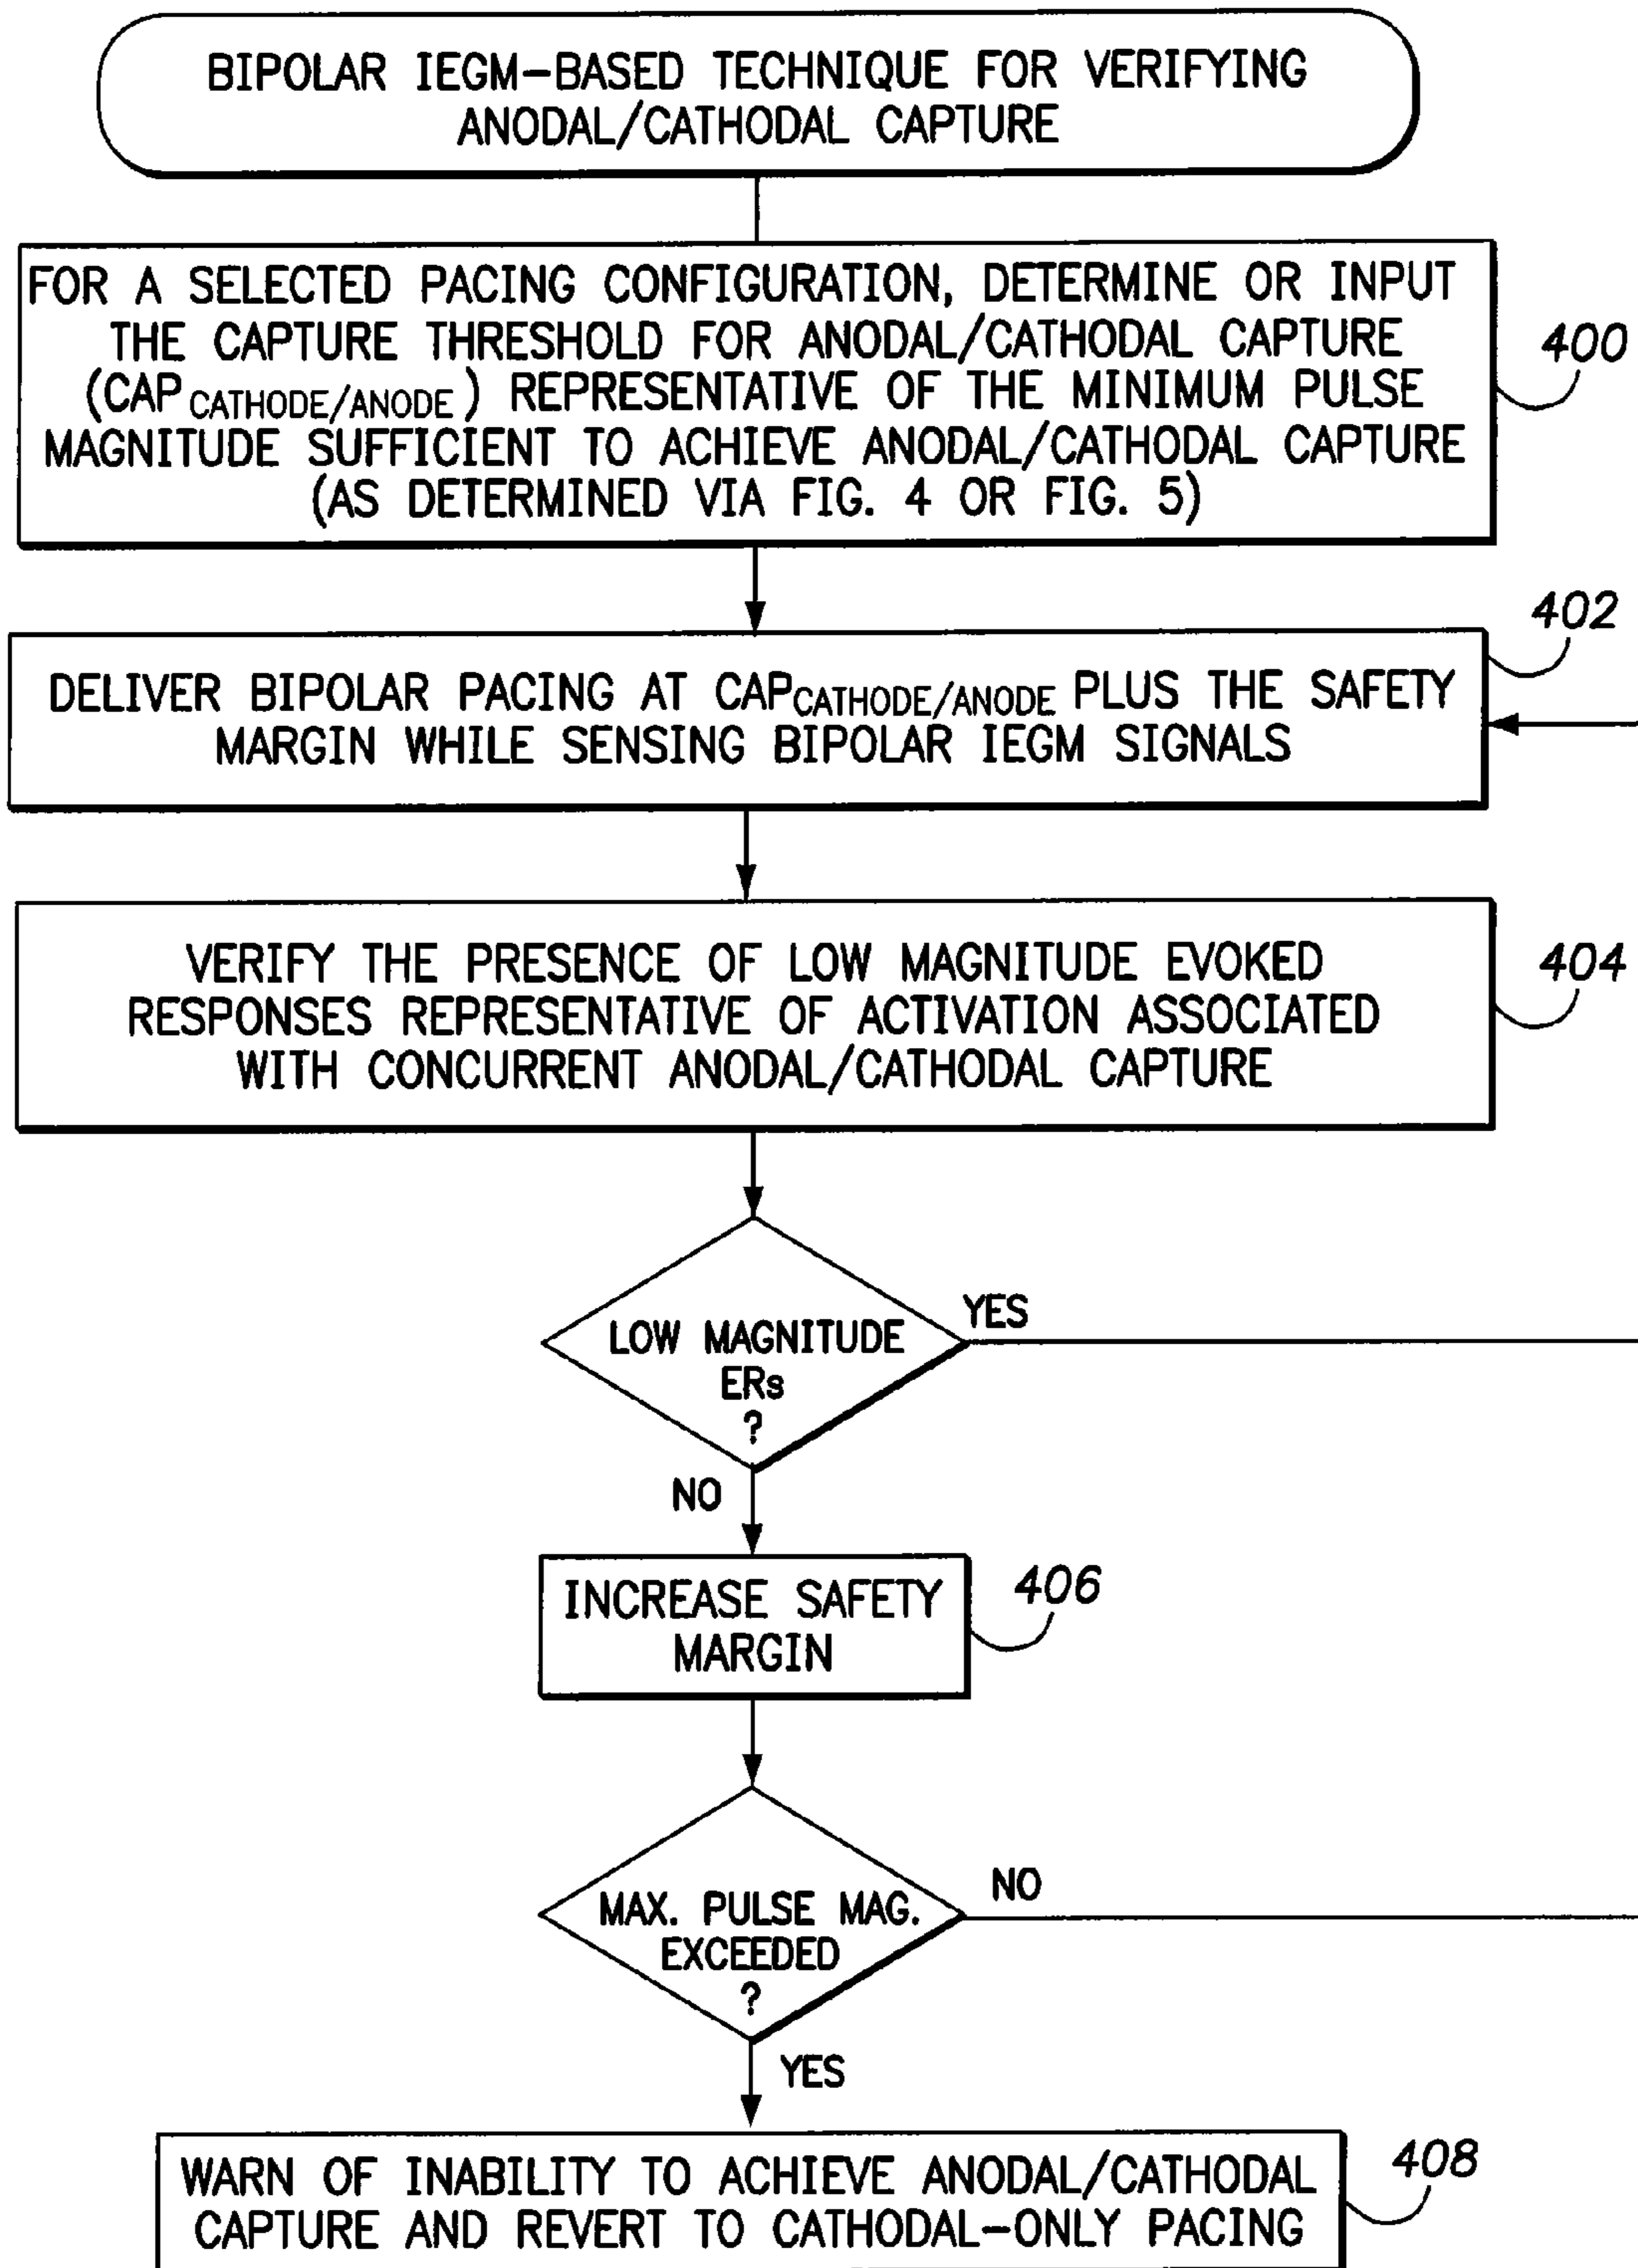 BIPOLAR IEGM-BASED TECHNIQUE FOR VERIFYING
ANODAL/CATHODAL CAPTURE
FOR A SELECTED PACING CONFIGURATION, DETERMINE OR INPUT
THE CAPTURE THRESHOLD FOR ANODAL/CATHODAL CAPTURE
(CAP CATHODE/ANODE) REPRESENTATIVE OF THE MINIMUM PULSE
MAGNITUDE SUFFICIENT TO ACHIEVE ANODAL/CATHODAL CAPTURE
(AS DETERMINED VIA FIG. 4 OR FIG. 5)
400
402
DELIVER BIPOLAR PACING AT CAPCATHODE/ANODE PLUS THE SAFETY
MARGIN WHILE SENSING BIPOLAR IEGM SIGNALS
VERIFY THE PRESENCE OF LOW MAGNITUDE EVOKED
RESPONSES REPRESENTATIVE OF ACTIVATION ASSOCIATED
WITH CONCURRENT ANODAL/CATHODAL CAPTURE
404
LOW MAGNITUDE
ERs
?
YES
NO
INCREASE SAFETY
MARGIN
406
MAX. PULSE MAG.
EXCEEDED
?
NO
YES
WARN OF INABILITY TO ACHIEVE ANODAL/CATHODAL
CAPTURE AND REVERT TO CATHODAL-ONLY PACING
408